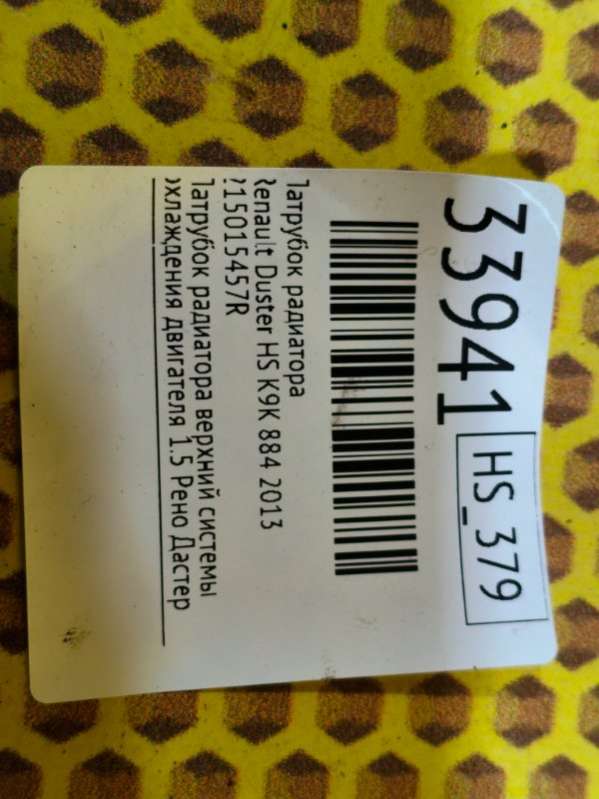 33941 HS_379
Патрубок радиатора
Renault Duster HS K9K 884 2013
215015457R
Патрубок радиатора верхний системы
охлаждения двигателя 1.5 Рено Дастер